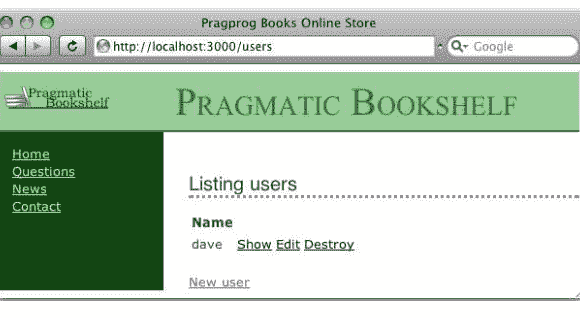 Pragprog Books Online Store
http://localhost:3000/users
Google
Pragmatic
Bookshelf
PRAGMATIC BOOKSHELF
Home
Questions
News
Contact
Listing users
Name
dave Show Edit Destroy
New user